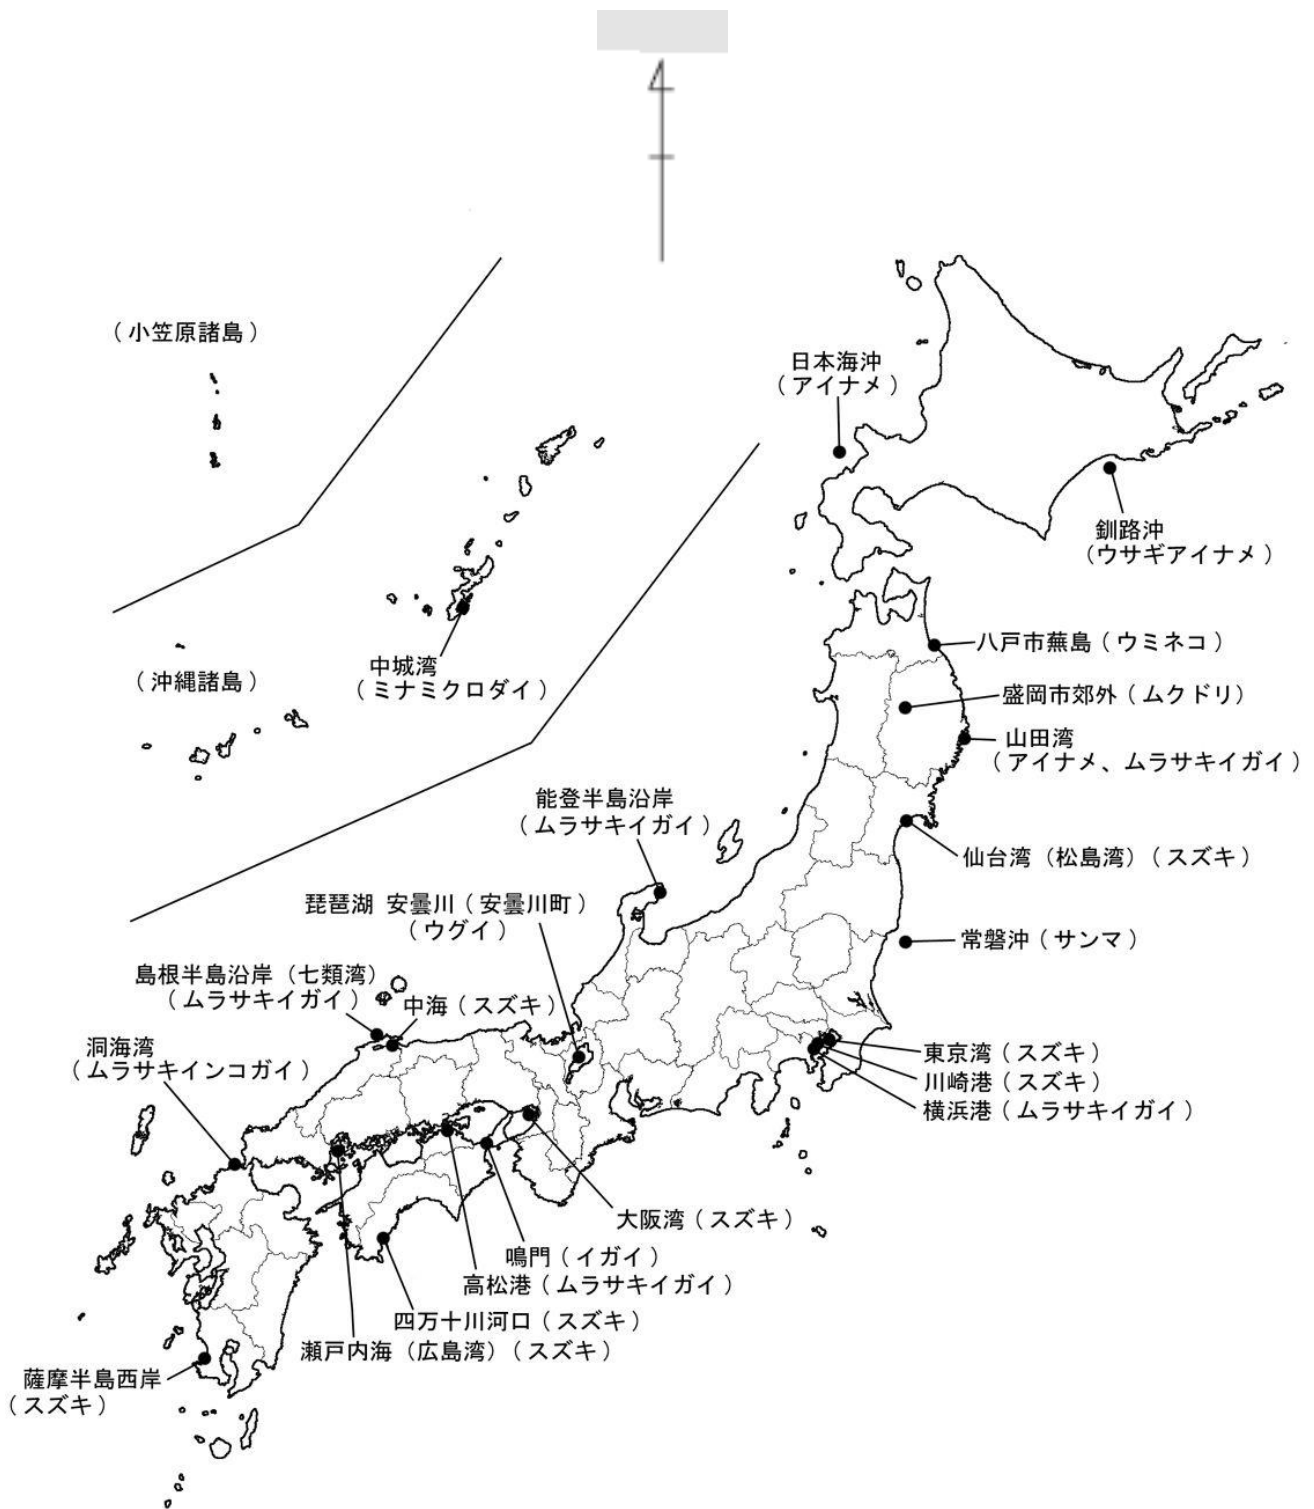 （小笠原諸島）
日本海沖
（アイナメ）
釧路沖
（ウサギアイナメ）
中城湾
（ミナミクロダイ）
（沖縄諸島）
八戸市蕪島（ウミネコ）
盛岡市郊外（ムクドリ）
山田湾
（アイナメ、ムラサキイガイ）
能登半島沿岸
（ムラサキイガイ）
仙台湾（松島湾）（スズキ）
琵琶湖 安曇川（安曇川町）
（ウグイ）
常磐沖（サンマ）
島根半島沿岸（七類湾）
（ムラサキイガイ）
中海（スズキ）
洞海湾
（ムラサキインコガイ）
東京湾（スズキ）
川崎港（スズキ）
横浜港（ムラサキイガイ）
大阪湾（スズキ）
鳴門（イガイ）
高松港（ムラサキイガイ）
四万十川河口（スズキ）
瀬戸内海（広島湾）（スズキ）
薩摩半島西岸
（スズキ）